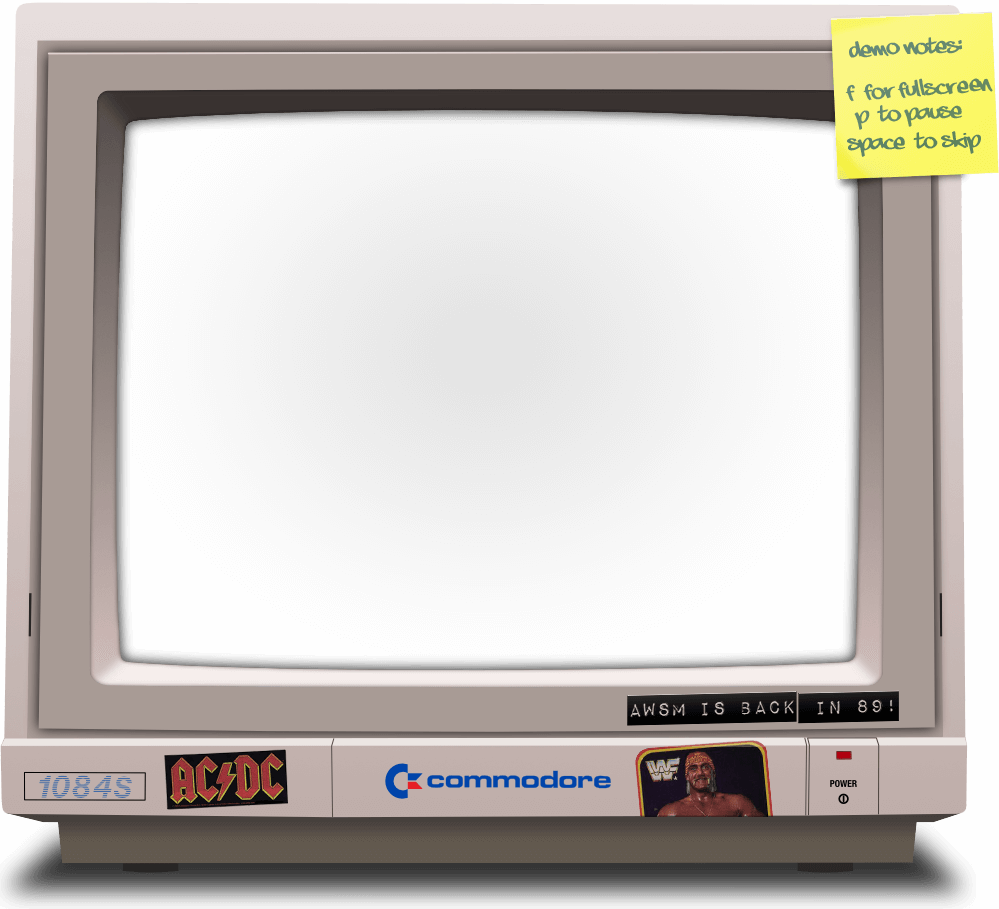 demo notes:
f for fullscreen
p to pause
space to skip
AWSM IS BACK IN 89!
1084S
AC/DC
commodore
WF
POWER